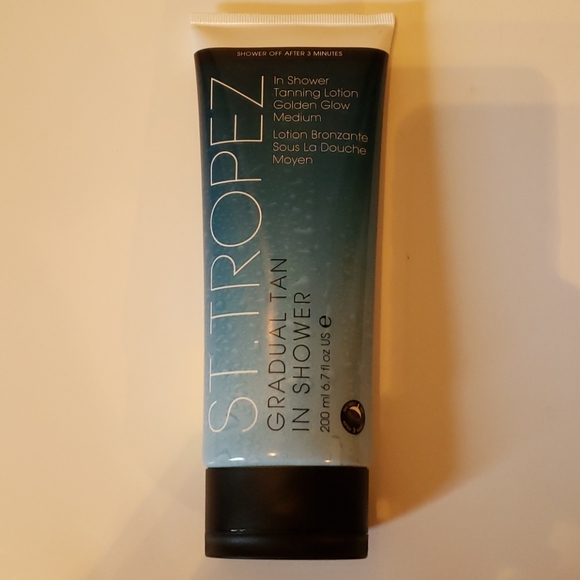 SHOWER OFF AFTER 3 MINUTES
In Shower
Tanning Lotion
Golden Glow
Medium
Lotion Bronzante
Sous La Douche
Moyen
ST.TROPEZ
GRADUAL TAN
IN SHOWER
200 ml 6.7 fl oz US ℮